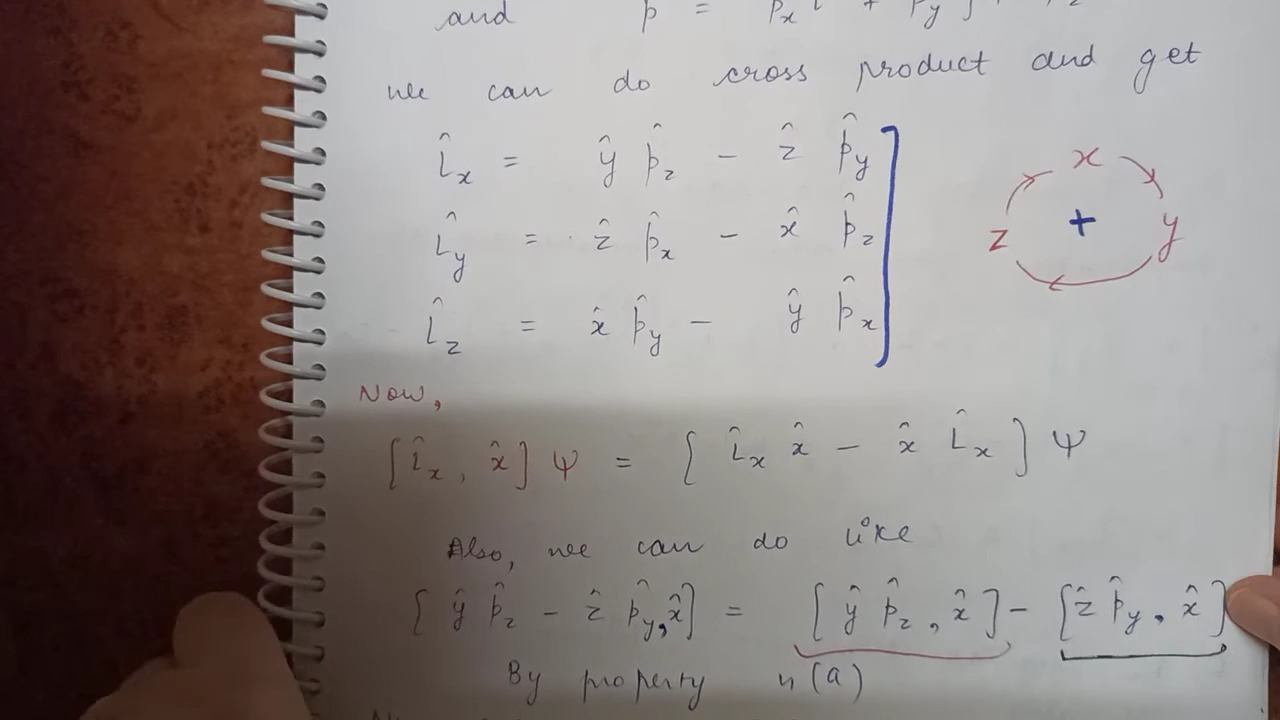 and p = pₓ + p_y j
we can do cross product and get
L̂ₓ = ŷ p̂_z − ẑ p̂_y
L̂_y = ẑ p̂ₓ − x̂ p̂_z
L̂_z = x̂ p̂_y − ŷ p̂ₓ
x
z + y
Now,
[L̂ₓ, x̂] ψ = [L̂ₓ x̂ − x̂ L̂ₓ] ψ
Also, we can do like
[ŷ p̂_z − ẑ p̂_y, x̂] = [ŷ p̂_z, x̂] − [ẑ p̂_y, x̂]
By property 4(a)